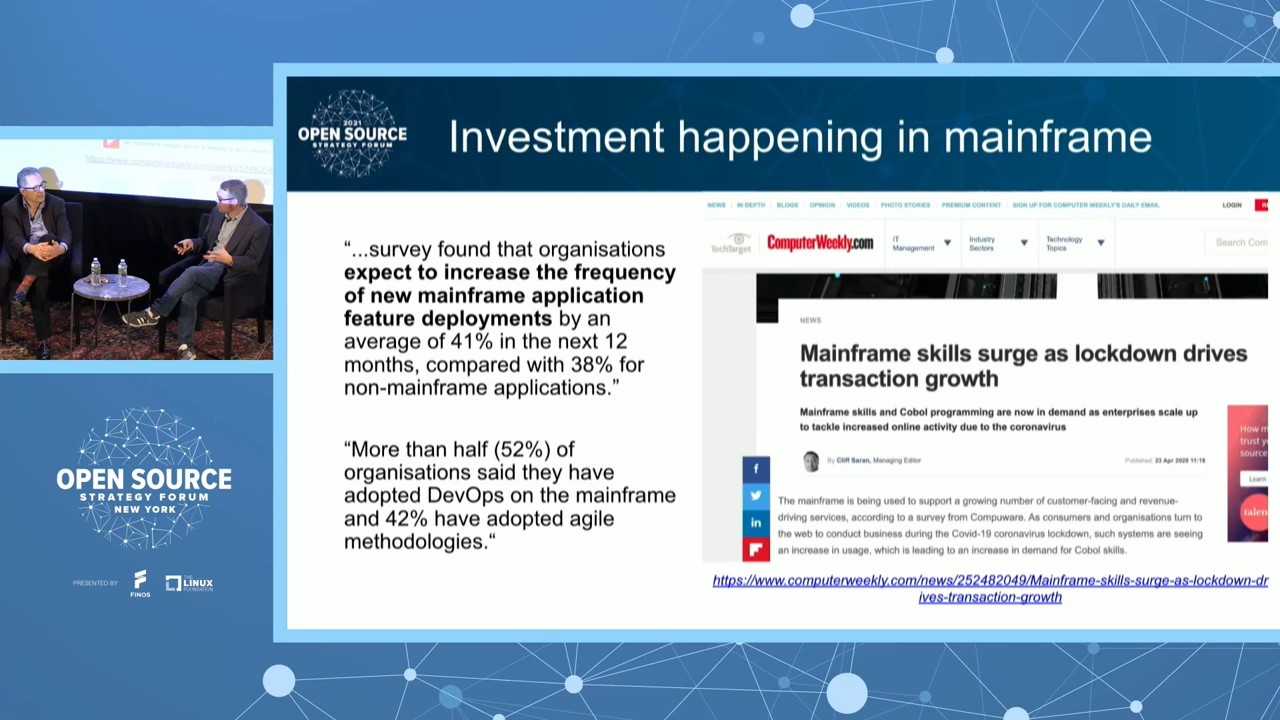 2021
OPEN SOURCE
STRATEGY FORUM
Investment happening in mainframe
“...survey found that organisations
expect to increase the frequency
of new mainframe application
feature deployments by an
average of 41% in the next 12
months, compared with 38% for
non-mainframe applications.”
“More than half (52%) of
organisations said they have
adopted DevOps on the mainframe
and 42% have adopted agile
methodologies.“
NEWS IN DEPTH BLOGS OPINION VIDEOS PHOTO STORIES PREMIUM CONTENT SIGN UP FOR COMPUTER WEEKLY'S DAILY EMAIL LOGIN
TechTarget
ComputerWeekly.com
IT
Management
Industry
Sectors
Technology
Topics
Search Com
NEWS
Mainframe skills surge as lockdown drives
transaction growth
Mainframe skills and Cobol programming are now in demand as enterprises scale up
to tackle increased online activity due to the coronavirus
By Cliff Saran, Managing Editor
Published: 23 Apr 2020 11:18
The mainframe is being used to support a growing number of customer-facing and revenue-
driving services, according to a survey from Compuware. As consumers and organisations turn to
the web to conduct business during the Covid-19 coronavirus lockdown, such systems are seeing
an increase in usage, which is leading to an increase in demand for Cobol skills.
How m
trust y
source
Learn
talen
https://www.computerweekly.com/news/252482049/Mainframe-skills-surge-as-lockdown-dr
ives-transaction-growth
OPEN SOURCE
STRATEGY FORUM
NEW YORK
PRESENTED BY
FINOS
THE
LINUX
FOUNDATION